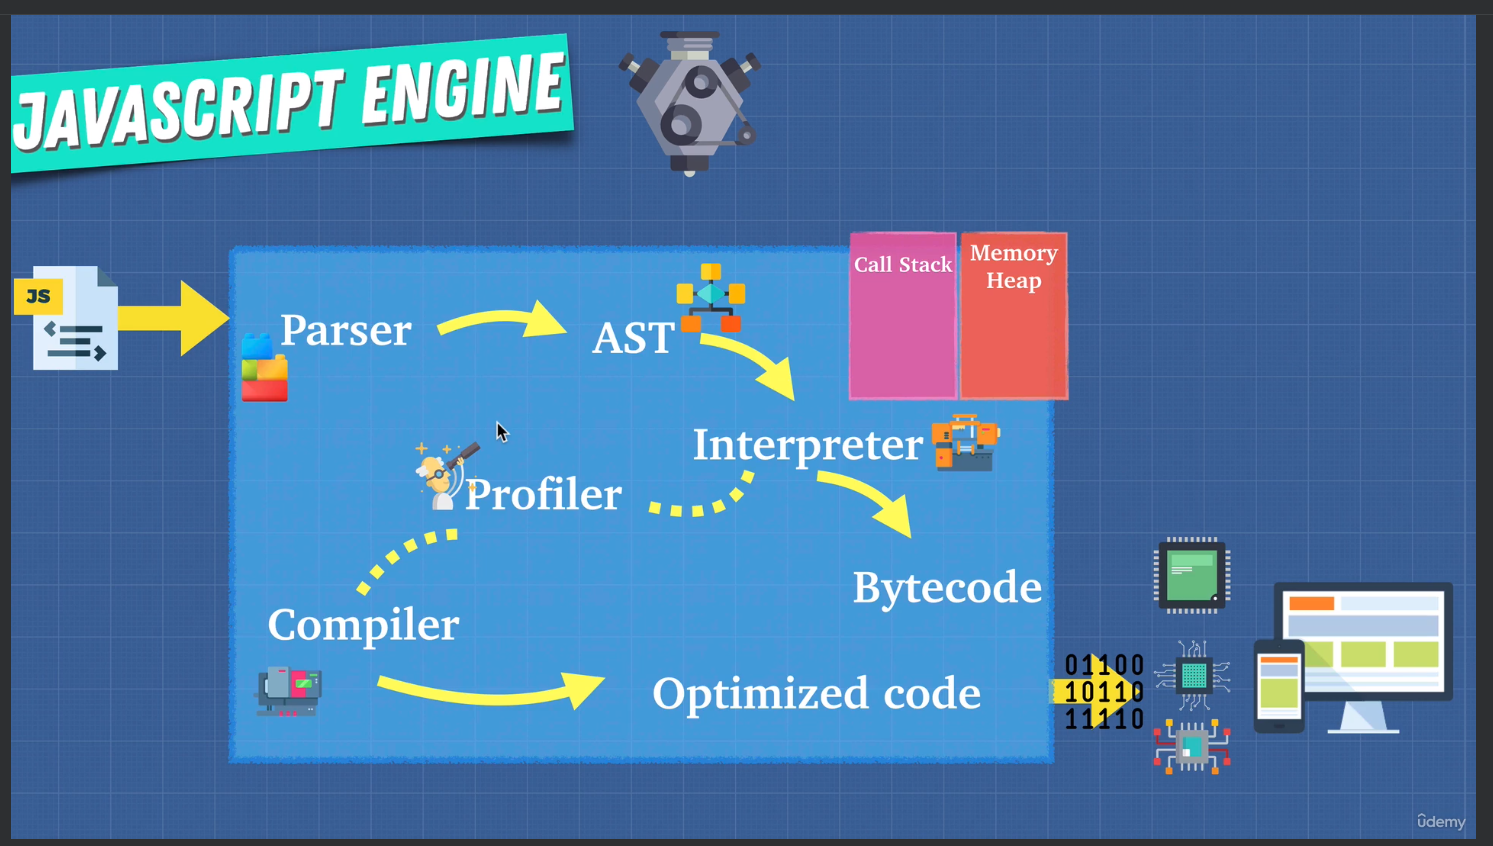 JAVASCRIPT ENGINE
Call Stack
Memory
Heap
JS
Parser
AST
Interpreter
Profiler
Bytecode
Compiler
Optimized code
01100
10110
11110
ûdemy